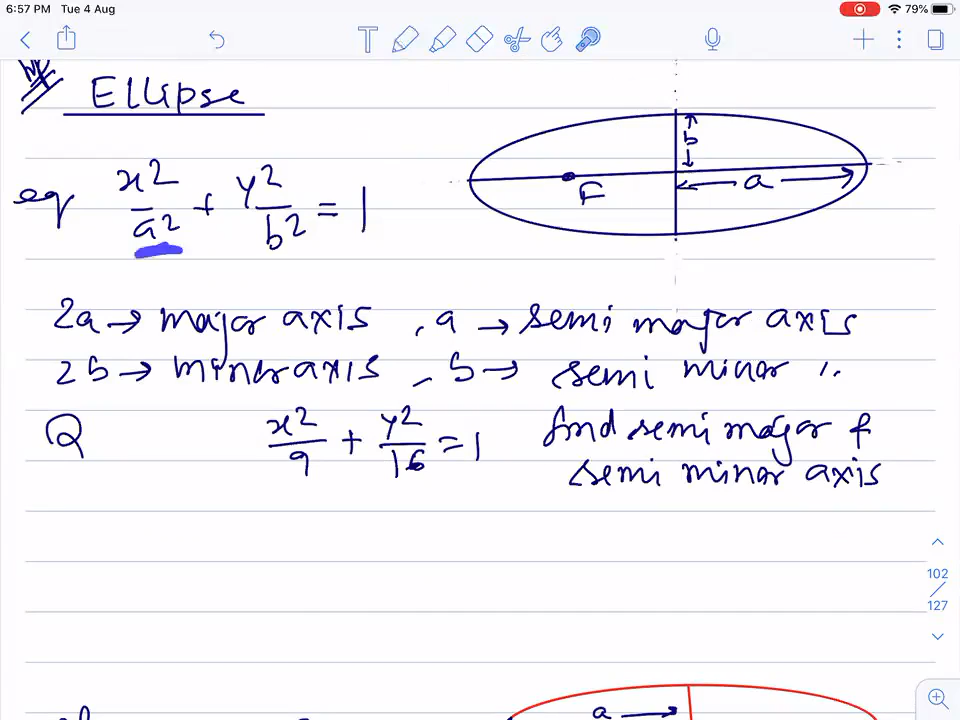 6:57 PM Tue 4 Aug
79%
T
Ellipse
b
a
F
eq x²/a² + y²/b² = 1
2a → major axis , a → semi major axis
2b → minor axis , b → semi minor ,,
Q x²/9 + y²/16 = 1 find semi major &
semi minor axis
102
/
127
a →